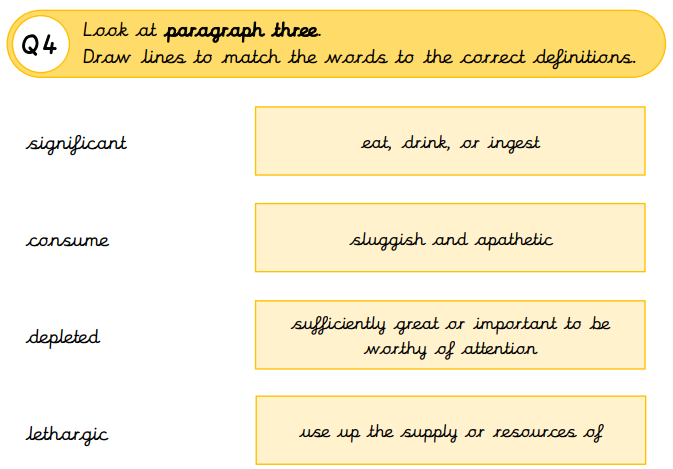 Q4
Look at paragraph three.
Draw lines to match the words to the correct definitions.
significant
eat, drink, or ingest
consume
sluggish and apathetic
depleted
sufficiently great or important to be
worthy of attention
lethargic
use up the supply or resources of